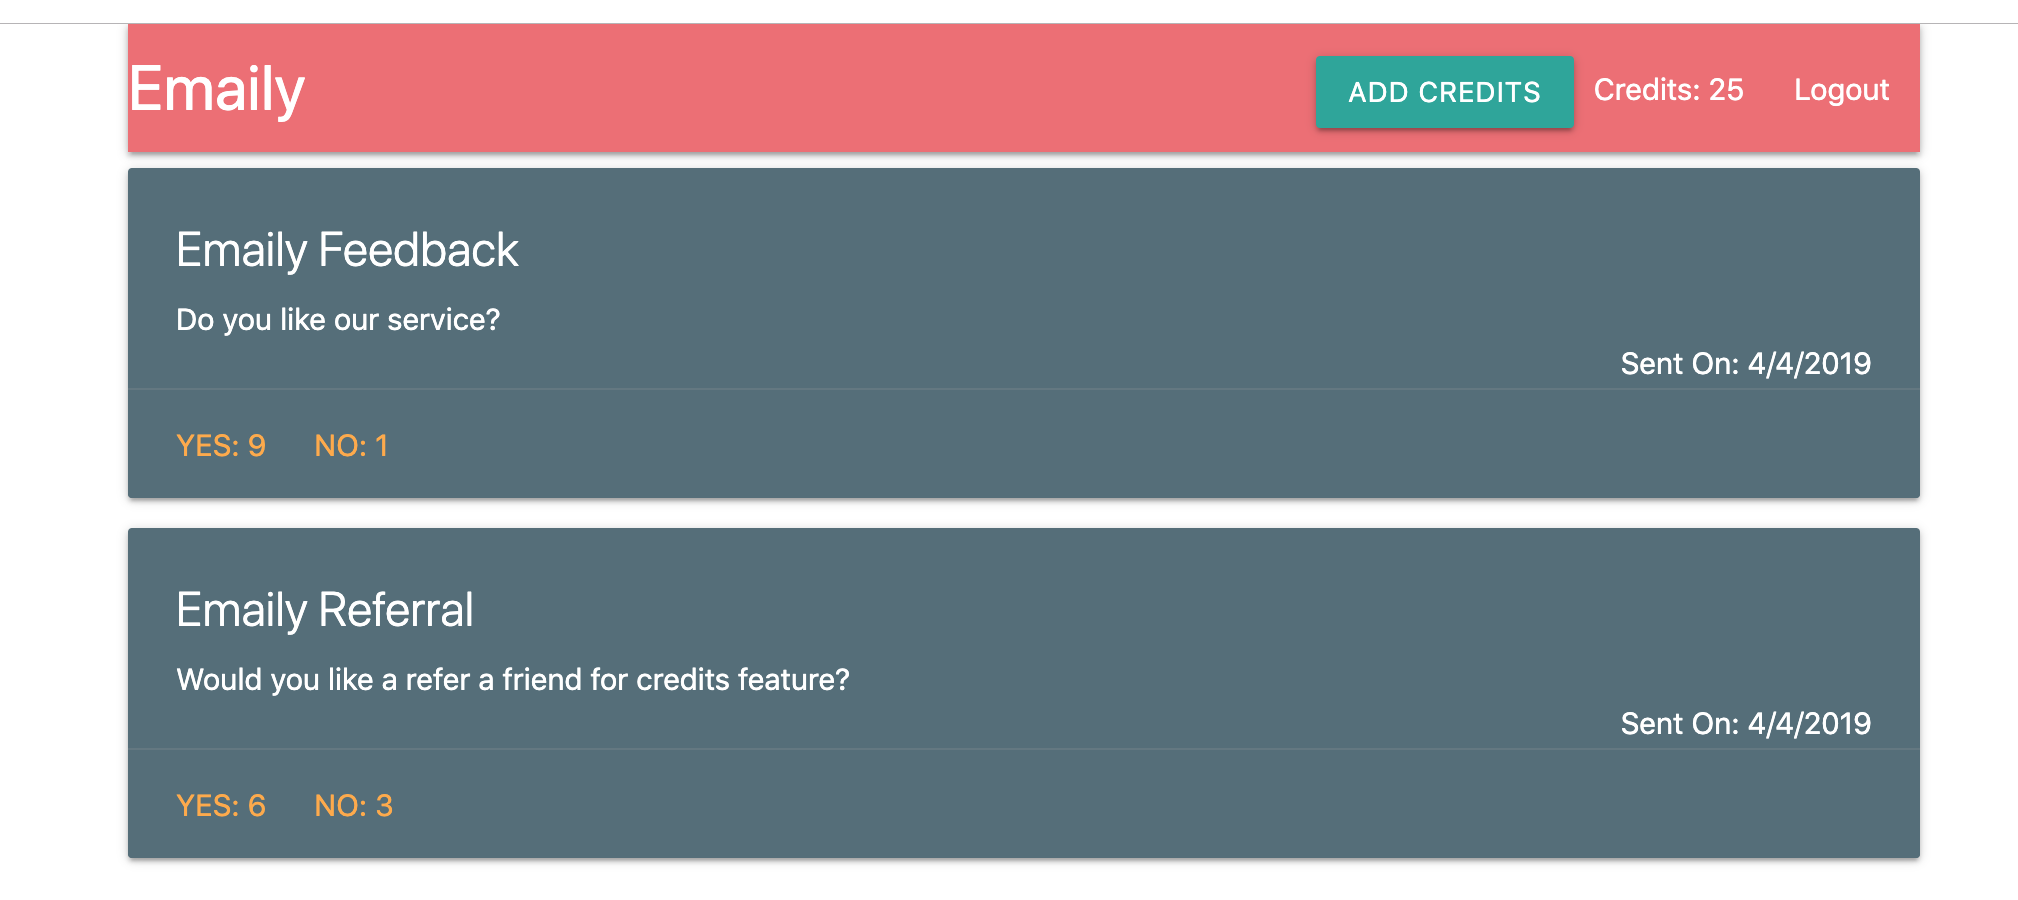 Emaily
ADD CREDITS Credits: 25 Logout
Emaily Feedback
Do you like our service?
Sent On: 4/4/2019
YES: 9 NO: 1
Emaily Referral
Would you like a refer a friend for credits feature?
Sent On: 4/4/2019
YES: 6 NO: 3